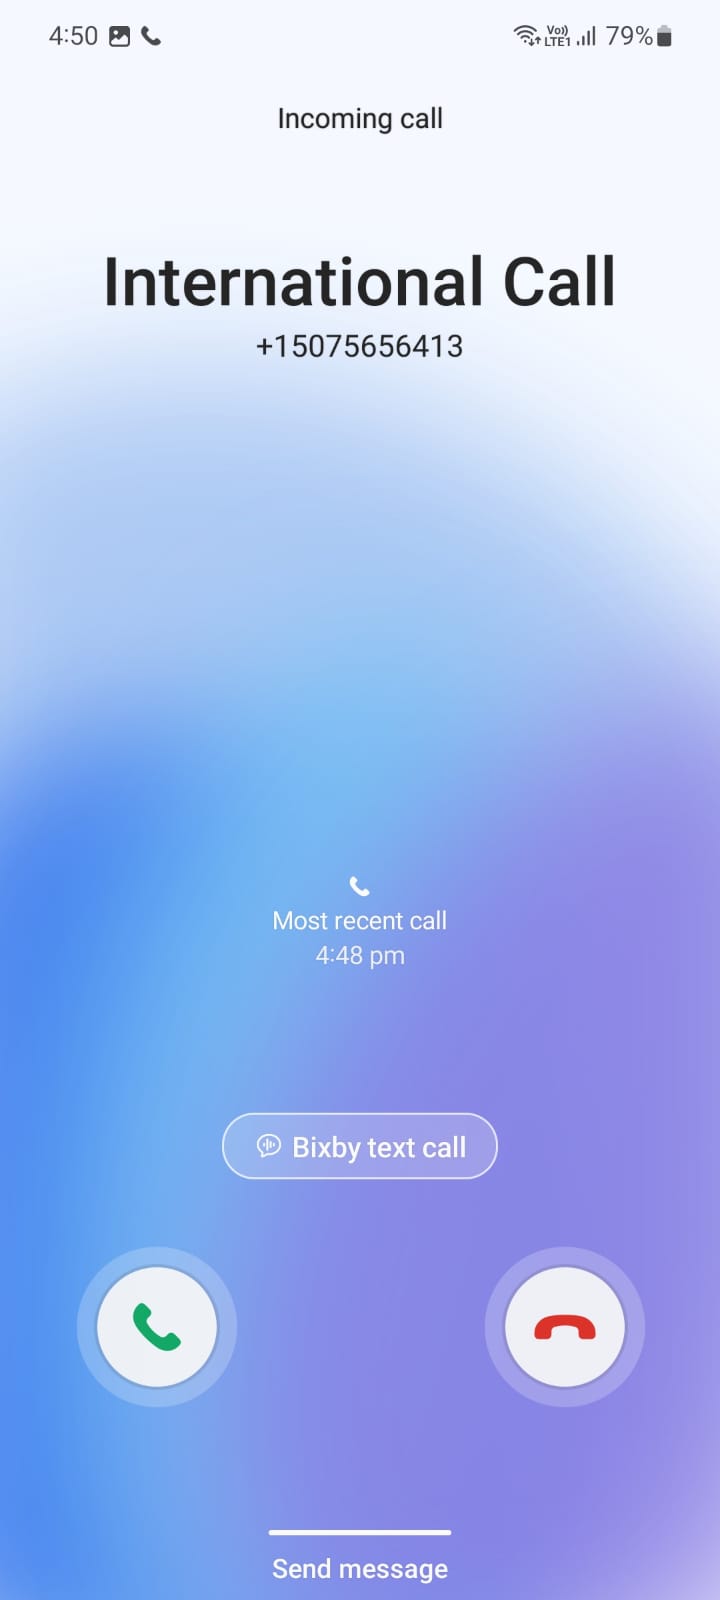 4:50
Vo)) LTE1 79%
Incoming call
International Call
+15075656413
Most recent call
4:48 pm
Bixby text call
Send message